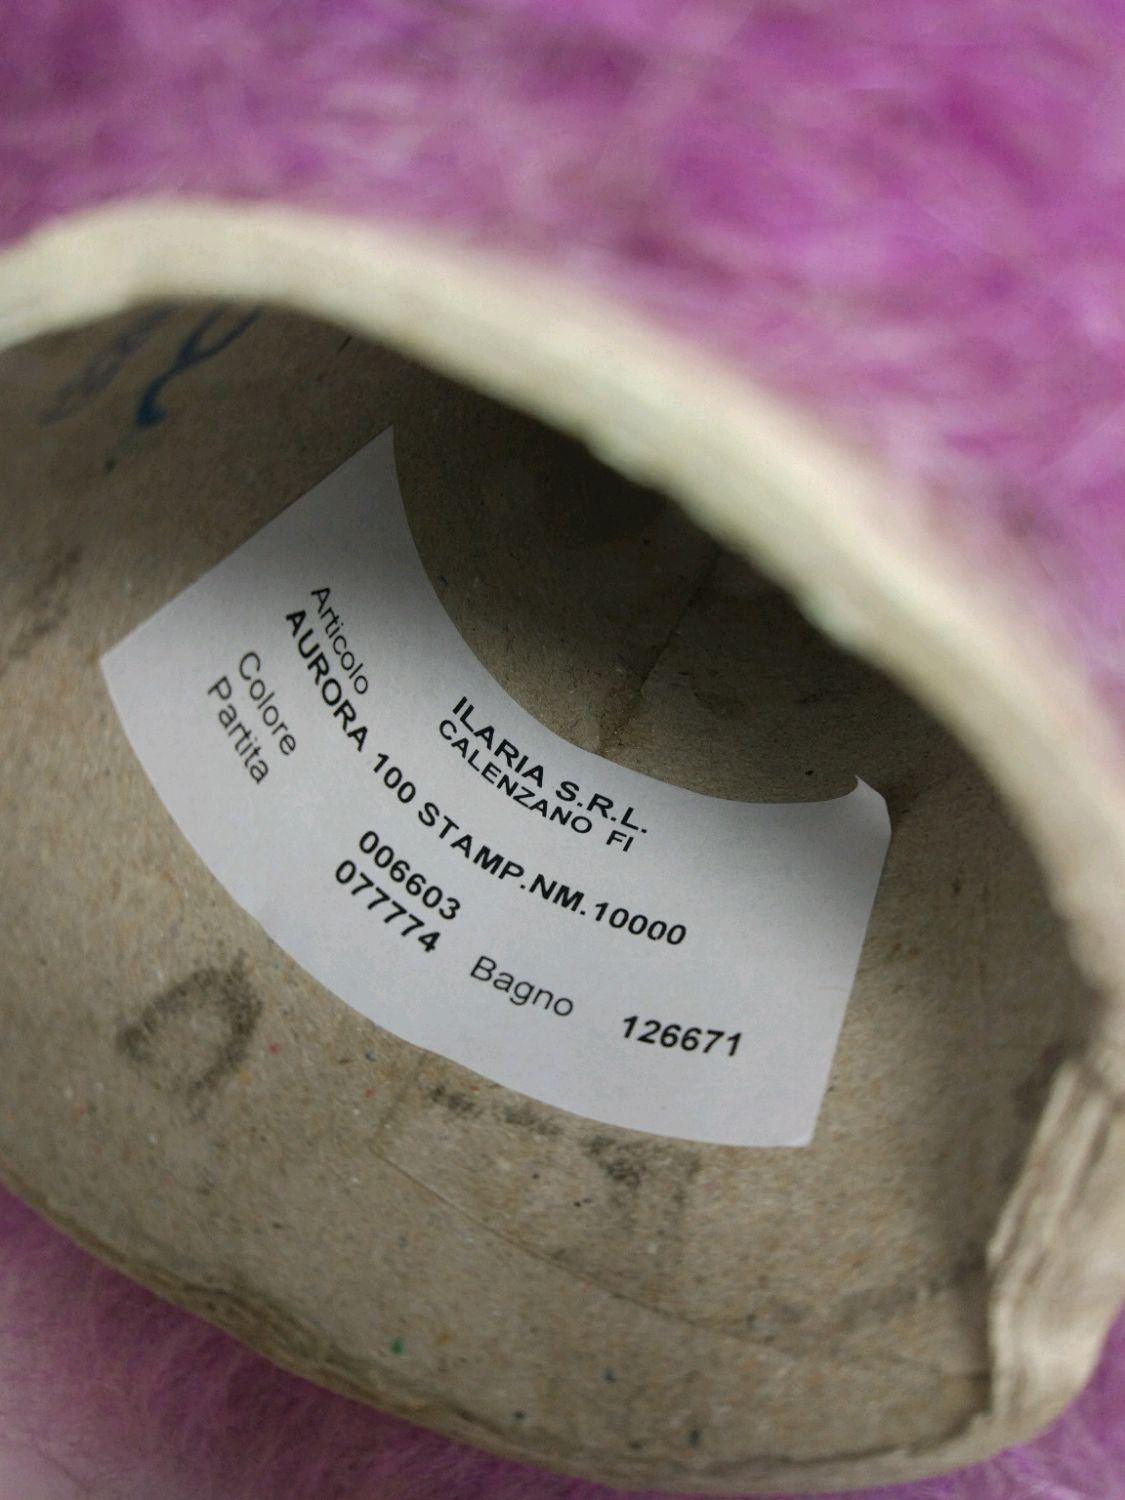 ILARIA S.R.L.
CALENZANO FI
Articolo
AURORA 100 STAMP.NM.10000
Colore 006603
Partita 077774 Bagno 126671